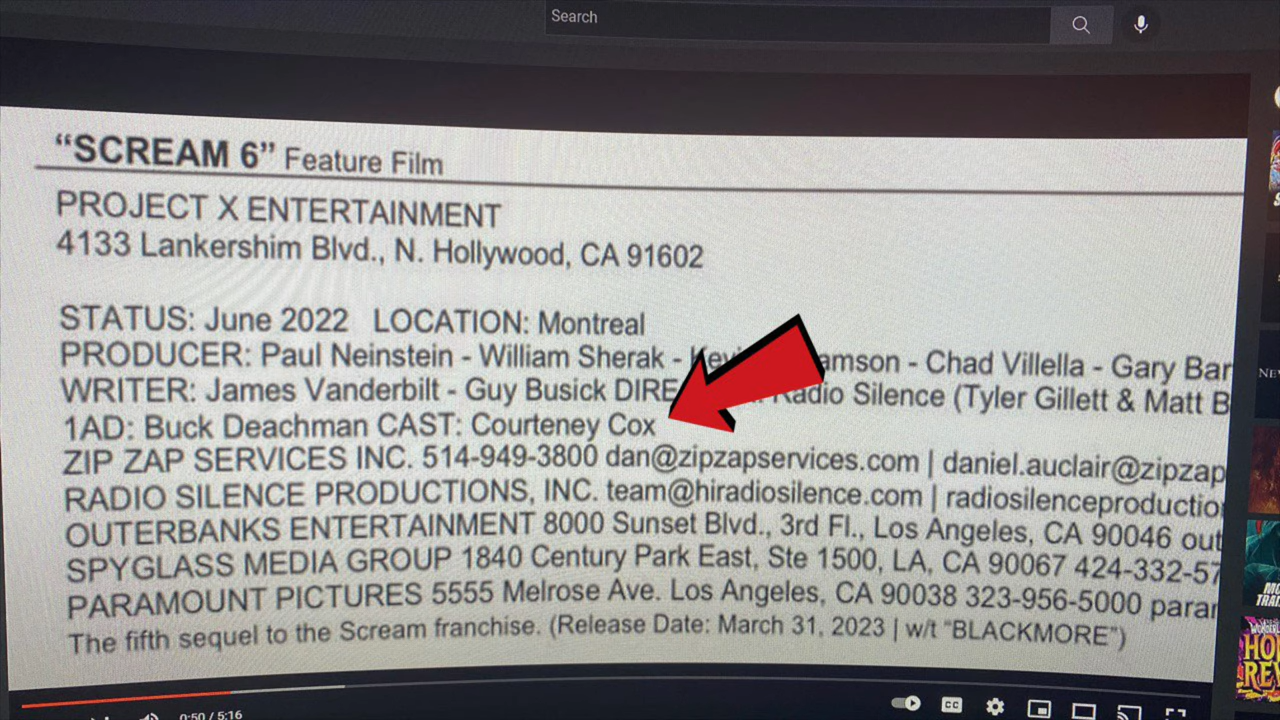 Search
“SCREAM 6” Feature Film
PROJECT X ENTERTAINMENT
4133 Lankershim Blvd., N. Hollywood, CA 91602
STATUS: June 2022 LOCATION: Montreal
PRODUCER: Paul Neinstein - William Sherak - amson - Chad Villella - Gary Bar
WRITER: James Vanderbilt - Guy Busick DIRE Radio Silence (Tyler Gillett & Matt B
1AD: Buck Deachman CAST: Courteney Cox
ZIP ZAP SERVICES INC. 514-949-3800 dan@zipzapservices.com | daniel.auclair@zipzap
RADIO SILENCE PRODUCTIONS, INC. team@hiradiosilence.com | radiosilenceproductio
OUTERBANKS ENTERTAINMENT 8000 Sunset Blvd., 3rd Fl., Los Angeles, CA 90046 out
SPYGLASS MEDIA GROUP 1840 Century Park East, Ste 1500, LA, CA 90067 424-332-57
PARAMOUNT PICTURES 5555 Melrose Ave. Los Angeles, CA 90038 323-956-5000 param
The fifth sequel to the Scream franchise. (Release Date: March 31, 2023 | w/t “BLACKMORE”)
0:50 / 5:16
CC